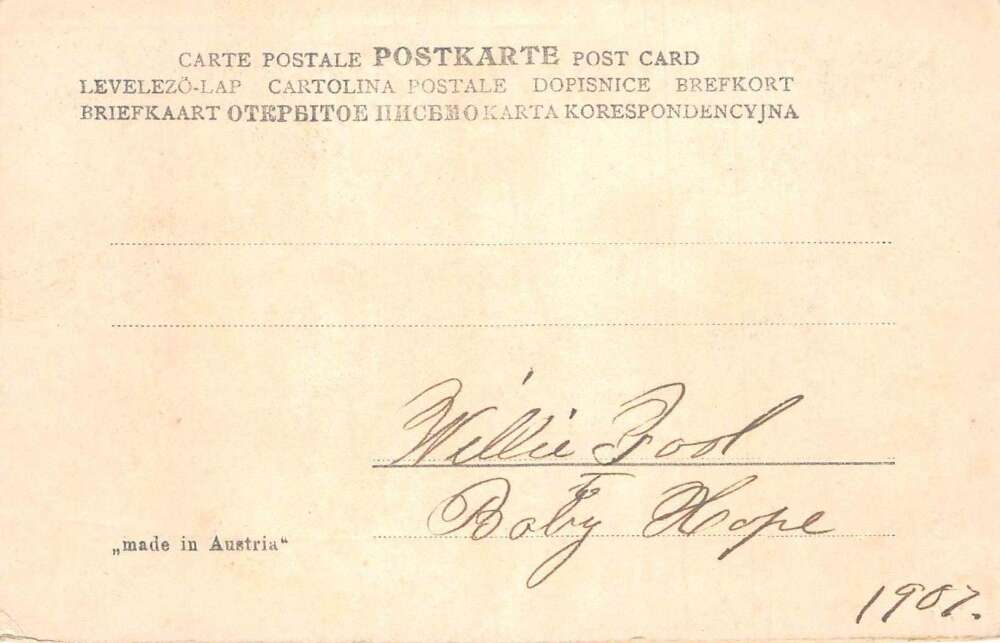 CARTE POSTALE POSTKARTE POST CARD
LEVELEZŐ-LAP CARTOLINA POSTALE DOPISNICE BREFKORT
BRIEFKAART ОТКРЫТОЕ ПИСЬМО KARTA KORESPONDENCYJNA
Willie Fool
To
Baby Hope
„made in Austria“
1907.